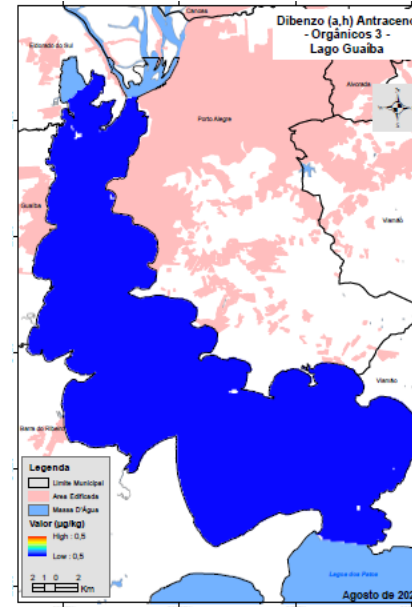 Dibenzo (a,h) Antraceno
- Orgânicos 3 -
Lago Guaíba
Canoas
Eldorado do Sul
Alvorada
Porto Alegre
Guaíba
Viamão
Viamão
Barra do Ribeiro
Legenda
Limite Municipal
Area Edificada
Massa D'Água
Valor (µg/kg)
High : 0,5
Low : 0,5
2 1 0 2
Km
Lagoa dos Patos
Agosto de 202